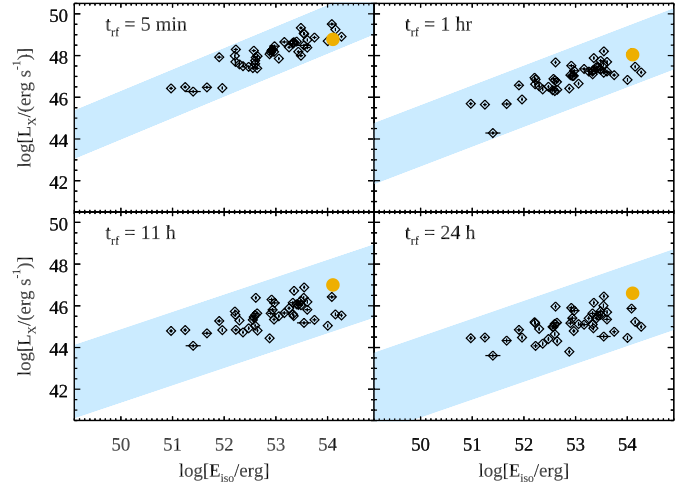 t_rf = 5 min
t_rf = 1 hr
50
48
46
44
42
log[L_X/(erg s⁻¹)]
t_rf = 11 h
t_rf = 24 h
50
48
46
44
42
log[L_X/(erg s⁻¹)]
50 51 52 53 54
50 51 52 53 54
log[E_iso/erg]
log[E_iso/erg]